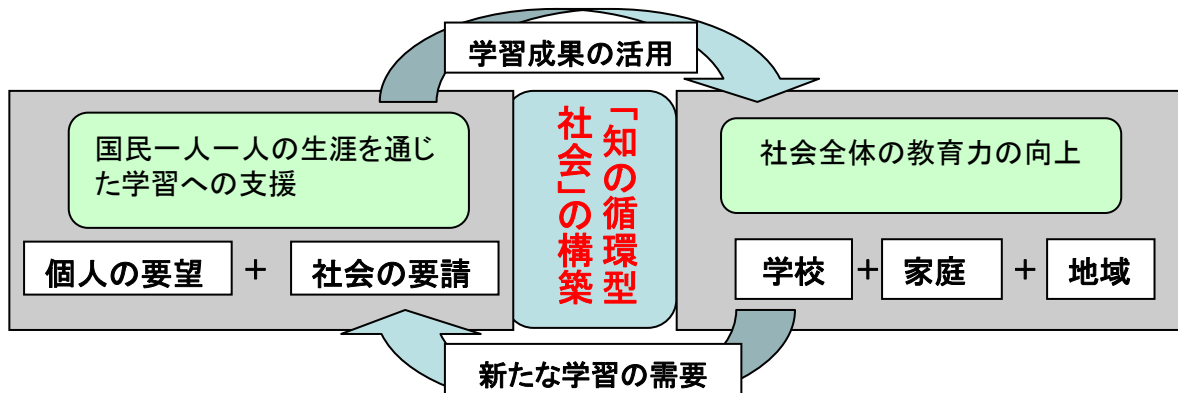 学習成果の活用
国民一人一人の生涯を通じ
た学習への支援
個人の要望
+
社会の要請
「知の循環型
社会」の構築
社会全体の教育力の向上
学校
+
家庭
+
地域
新たな学習の需要